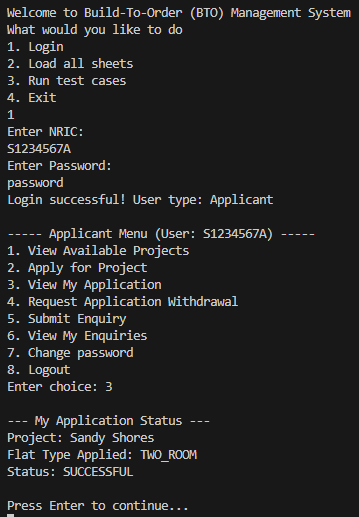 Welcome to Build-To-Order (BTO) Management System
What would you like to do
1. Login
2. Load all sheets
3. Run test cases
4. Exit
1
Enter NRIC:
S1234567A
Enter Password:
password
Login successful! User type: Applicant
----- Applicant Menu (User: S1234567A) -----
1. View Available Projects
2. Apply for Project
3. View My Application
4. Request Application Withdrawal
5. Submit Enquiry
6. View My Enquiries
7. Change password
8. Logout
Enter choice: 3
--- My Application Status ---
Project: Sandy Shores
Flat Type Applied: TWO_ROOM
Status: SUCCESSFUL
Press Enter to continue...